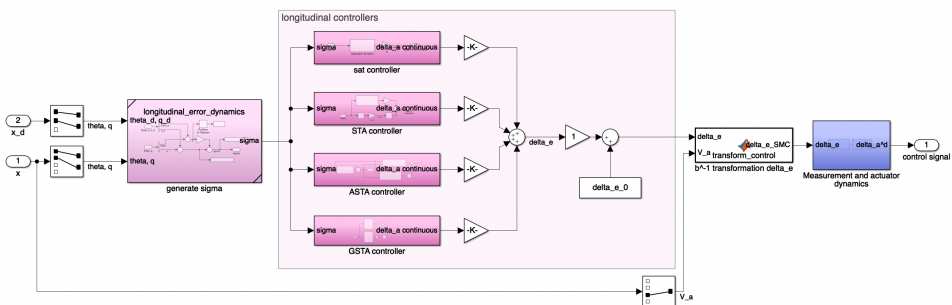 longitudinal controllers
sigma
delta_a continuous
-K-
sat controller
2
x_d
theta, q
longitudinal_error_dynamics
theta_d, q_d
sigma
theta, q
generate sigma
1
x
theta, q
sigma
delta_a continuous
-K-
STA controller
delta_e
1
delta_e
V_a
delta_e_SMC
transform_control
b^-1 transformation delta_e
delta_e
delta_a^d
Measurement and actuator
dynamics
1
control signal
sigma
delta_a continuous
-K-
ASTA controller
delta_e_0
sigma
delta_a continuous
-K-
GSTA controller
V_a